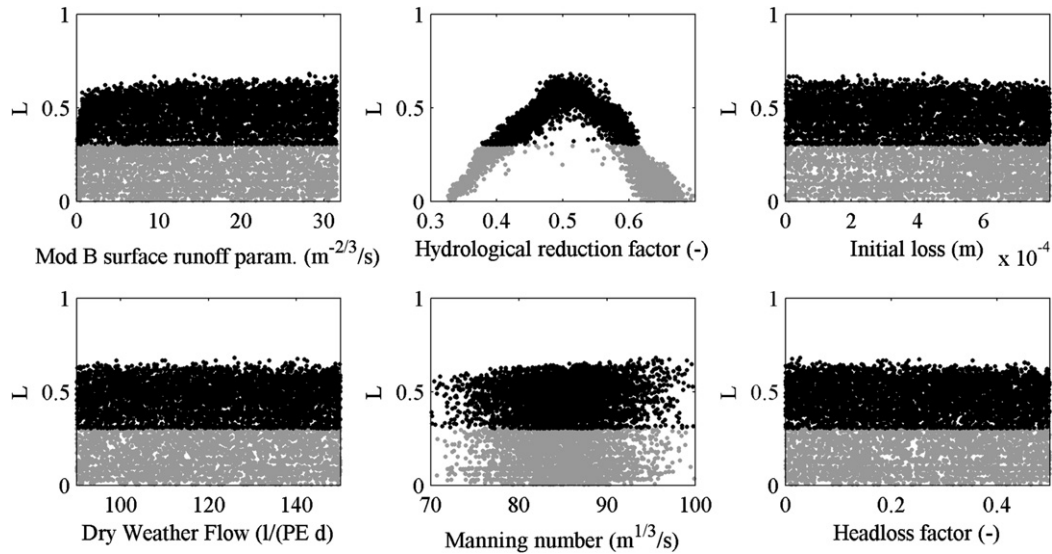 1
L
0.5
0
0 10 20 30
Mod B surface runoff param. (m^-2/3/s)
1
L
0.5
0
0.3 0.4 0.5 0.6
Hydrological reduction factor (-)
1
L
0.5
0
0 2 4 6
Initial loss (m) x 10^-4
1
L
0.5
0
100 120 140
Dry Weather Flow (l/(PE d)
1
L
0.5
0
70 80 90 100
Manning number (m^1/3/s)
1
L
0.5
0
0 0.2 0.4
Headloss factor (-)